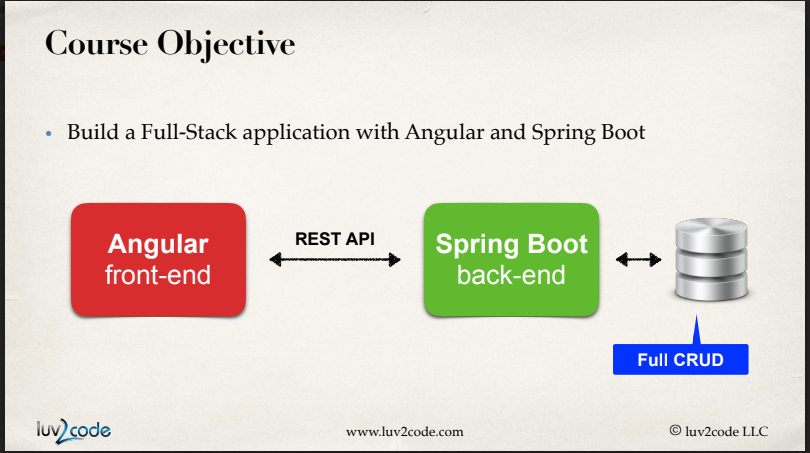 Course Objective
• Build a Full-Stack application with Angular and Spring Boot
Angular
front-end
REST API
Spring Boot
back-end
Full CRUD
luv2code
www.luv2code.com
© luv2code LLC